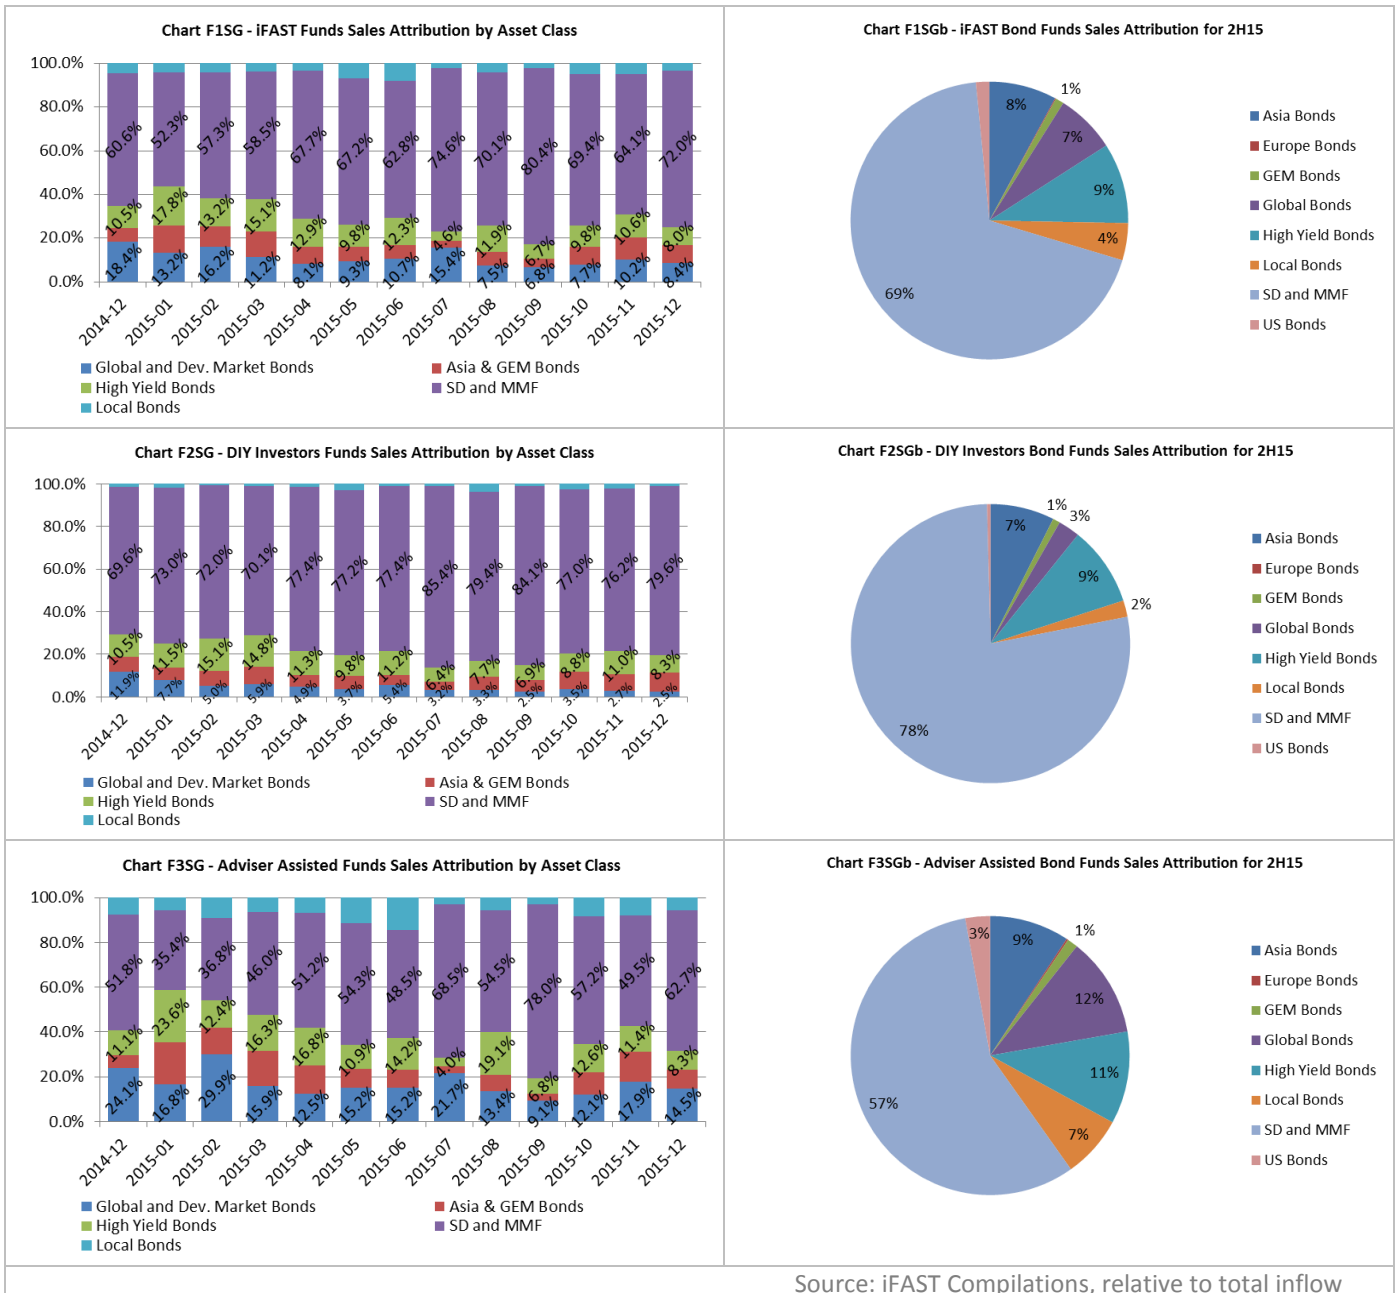 Chart F1SG - iFAST Funds Sales Attribution by Asset Class
100.0%
80.0%
60.0%
40.0%
20.0%
0.0%
60.6% 52.3% 57.3% 58.5% 67.7% 67.2% 62.8% 74.6% 70.1% 80.4% 69.4% 64.1% 72.0%
10.5% 17.8% 13.2% 15.1% 12.9% 9.8% 12.3% 4.6% 11.9% 6.7% 9.8% 10.6% 8.0%
18.4% 13.2% 16.2% 11.2% 8.1% 9.3% 10.7% 15.4% 7.5% 6.8% 7.7% 10.2% 8.4%
2014-12 2015-01 2015-02 2015-03 2015-04 2015-05 2015-06 2015-07 2015-08 2015-09 2015-10 2015-11 2015-12
Global and Dev. Market Bonds Asia & GEM Bonds
High Yield Bonds SD and MMF
Local Bonds
Chart F1SGb - iFAST Bond Funds Sales Attribution for 2H15
8%
1%
7%
9%
4%
69%
Asia Bonds
Europe Bonds
GEM Bonds
Global Bonds
High Yield Bonds
Local Bonds
SD and MMF
US Bonds
Chart F2SG - DIY Investors Funds Sales Attribution by Asset Class
100.0%
80.0%
60.0%
40.0%
20.0%
0.0%
69.6% 73.0% 72.0% 70.1% 77.4% 77.2% 77.4% 85.4% 79.4% 84.1% 77.0% 76.2% 79.6%
10.5% 11.5% 15.1% 14.8% 11.3% 9.8% 11.2% 6.4% 7.7% 6.9% 8.8% 11.0% 8.3%
11.9% 7.7% 5.0% 5.9% 4.9% 3.7% 5.4% 3.2% 3.3% 2.5% 3.5% 2.7% 2.5%
2014-12 2015-01 2015-02 2015-03 2015-04 2015-05 2015-06 2015-07 2015-08 2015-09 2015-10 2015-11 2015-12
Global and Dev. Market Bonds Asia & GEM Bonds
High Yield Bonds SD and MMF
Local Bonds
Chart F2SGb - DIY Investors Bond Funds Sales Attribution for 2H15
7%
1%
3%
9%
2%
78%
Asia Bonds
Europe Bonds
GEM Bonds
Global Bonds
High Yield Bonds
Local Bonds
SD and MMF
US Bonds
Chart F3SG - Adviser Assisted Funds Sales Attribution by Asset Class
100.0%
80.0%
60.0%
40.0%
20.0%
0.0%
51.8% 35.4% 36.8% 46.0% 51.2% 54.3% 48.5% 68.5% 54.5% 78.0% 57.2% 49.5% 62.7%
11.1% 23.6% 12.4% 16.3% 16.8% 10.9% 14.2% 4.0% 19.1% 6.8% 12.6% 11.4% 8.3%
24.1% 16.8% 29.9% 15.9% 12.5% 15.2% 15.2% 21.7% 13.4% 9.1% 12.1% 17.9% 14.5%
2014-12 2015-01 2015-02 2015-03 2015-04 2015-05 2015-06 2015-07 2015-08 2015-09 2015-10 2015-11 2015-12
Global and Dev. Market Bonds Asia & GEM Bonds
High Yield Bonds SD and MMF
Local Bonds
Chart F3SGb - Adviser Assisted Bond Funds Sales Attribution for 2H15
3%
9%
1%
12%
11%
7%
57%
Asia Bonds
Europe Bonds
GEM Bonds
Global Bonds
High Yield Bonds
Local Bonds
SD and MMF
US Bonds
Source: iFAST Compilations, relative to total inflow